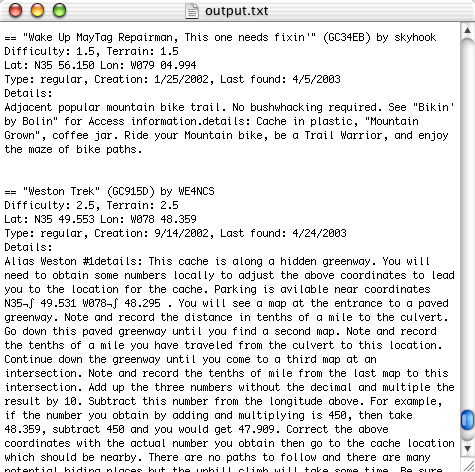 output.txt
== "Wake Up MayTag Repairman, This one needs fixin'" (GC34EB) by skyhook
Difficulty: 1.5, Terrain: 1.5
Lat: N35 56.150 Lon: W079 04.994
Type: regular, Creation: 1/25/2002, Last found: 4/5/2003
Details:
Adjacent popular mountain bike trail. No bushwhacking required. See "Bikin'
by Bolin" for Access information.details: Cache in plastic, "Mountain
Grown", coffee jar. Ride your Mountain bike, be a Trail Warrior, and enjoy
the maze of bike paths.
== "Weston Trek" (GC915D) by WE4NCS
Difficulty: 2.5, Terrain: 2.5
Lat: N35 49.553 Lon: W078 48.359
Type: regular, Creation: 9/14/2002, Last found: 4/24/2003
Details:
Alias Weston #1details: This cache is along a hidden greenway. You will
need to obtain some numbers locally to adjust the above coordinates to lead
you to the location for the cache. Parking is avilable near coordinates
N35¬∫ 49.531 W078¬∫ 48.295 . You will see a map at the entrance to a paved
greenway. Note and record the distance in tenths of a mile to the culvert.
Go down this paved greenway until you find a second map. Note and record
the tenths of a mile you have traveled from the culvert to this location.
Continue down the greenway until you come to a third map at an
intersection. Note and record the tenths of mile from the last map to this
intersection. Add up the three numbers without the decimal and multiple the
result by 10. Subtract this number from the longitude above. For example,
if the number you obtain by adding and multiplying is 450, then take
48.359, subtract 450 and you would get 47.909. Correct the above
coordinates with the actual number you obtain then go to the cache location
which should be nearby. There are no paths to follow and there are many
potential hiding places but the uphill climb will take some time. Be sure